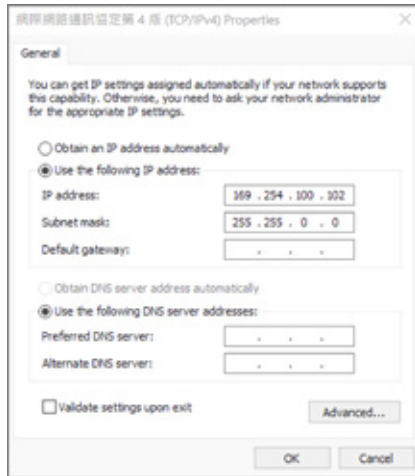 網際網路通訊協定第 4 版 (TCP/IPv4) Properties
General
You can get IP settings assigned automatically if your network supports
this capability. Otherwise, you need to ask your network administrator
for the appropriate IP settings.
Obtain an IP address automatically
Use the following IP address:
IP address: 169 . 254 . 100 . 102
Subnet mask: 255 . 255 . 0 . 0
Default gateway: . . .
Obtain DNS server address automatically
Use the following DNS server addresses:
Preferred DNS server: . . .
Alternate DNS server: . . .
Validate settings upon exit
Advanced...
OK Cancel